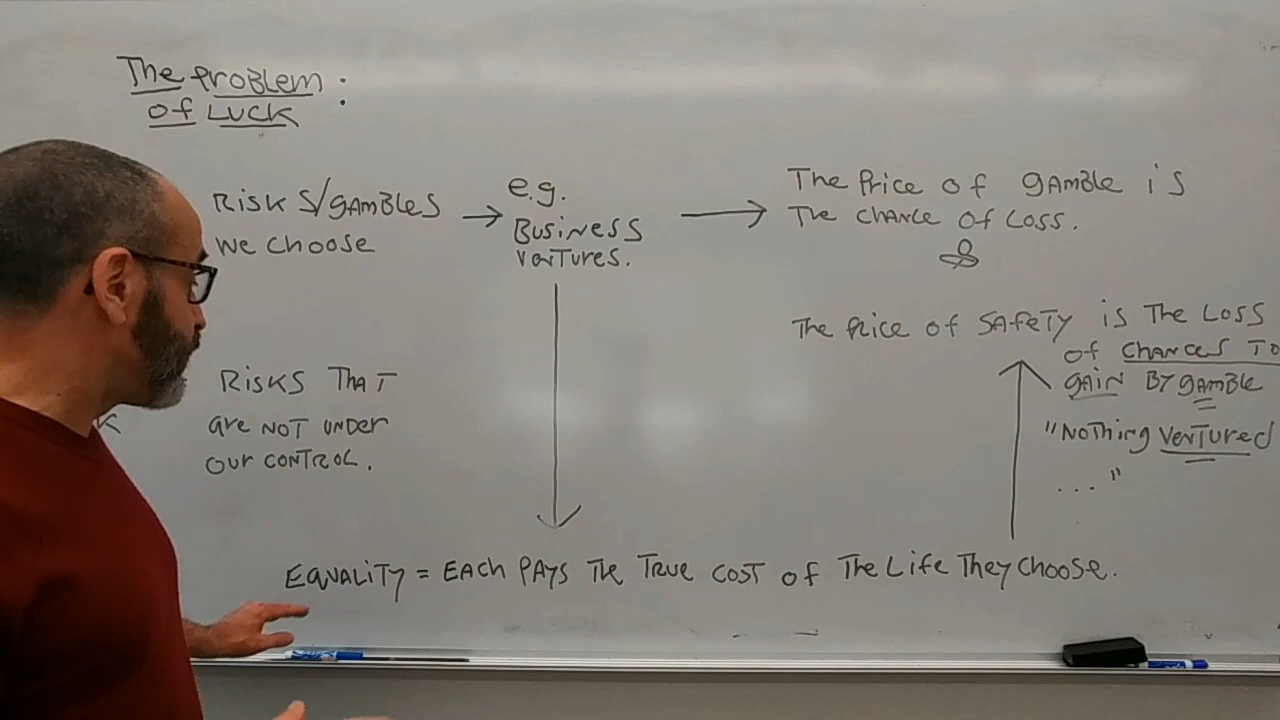 The problem :
of Luck
Risks/gambles
we choose
e.g.
Business
ventures.
The Price of gamble is
The chance of Loss.
&
The Price of Safety is The Loss
of chances To
gain By gamble
"Nothing ventured
..."
Risks That
are not under
our control.
Equality = Each pays the True cost of The Life They choose.